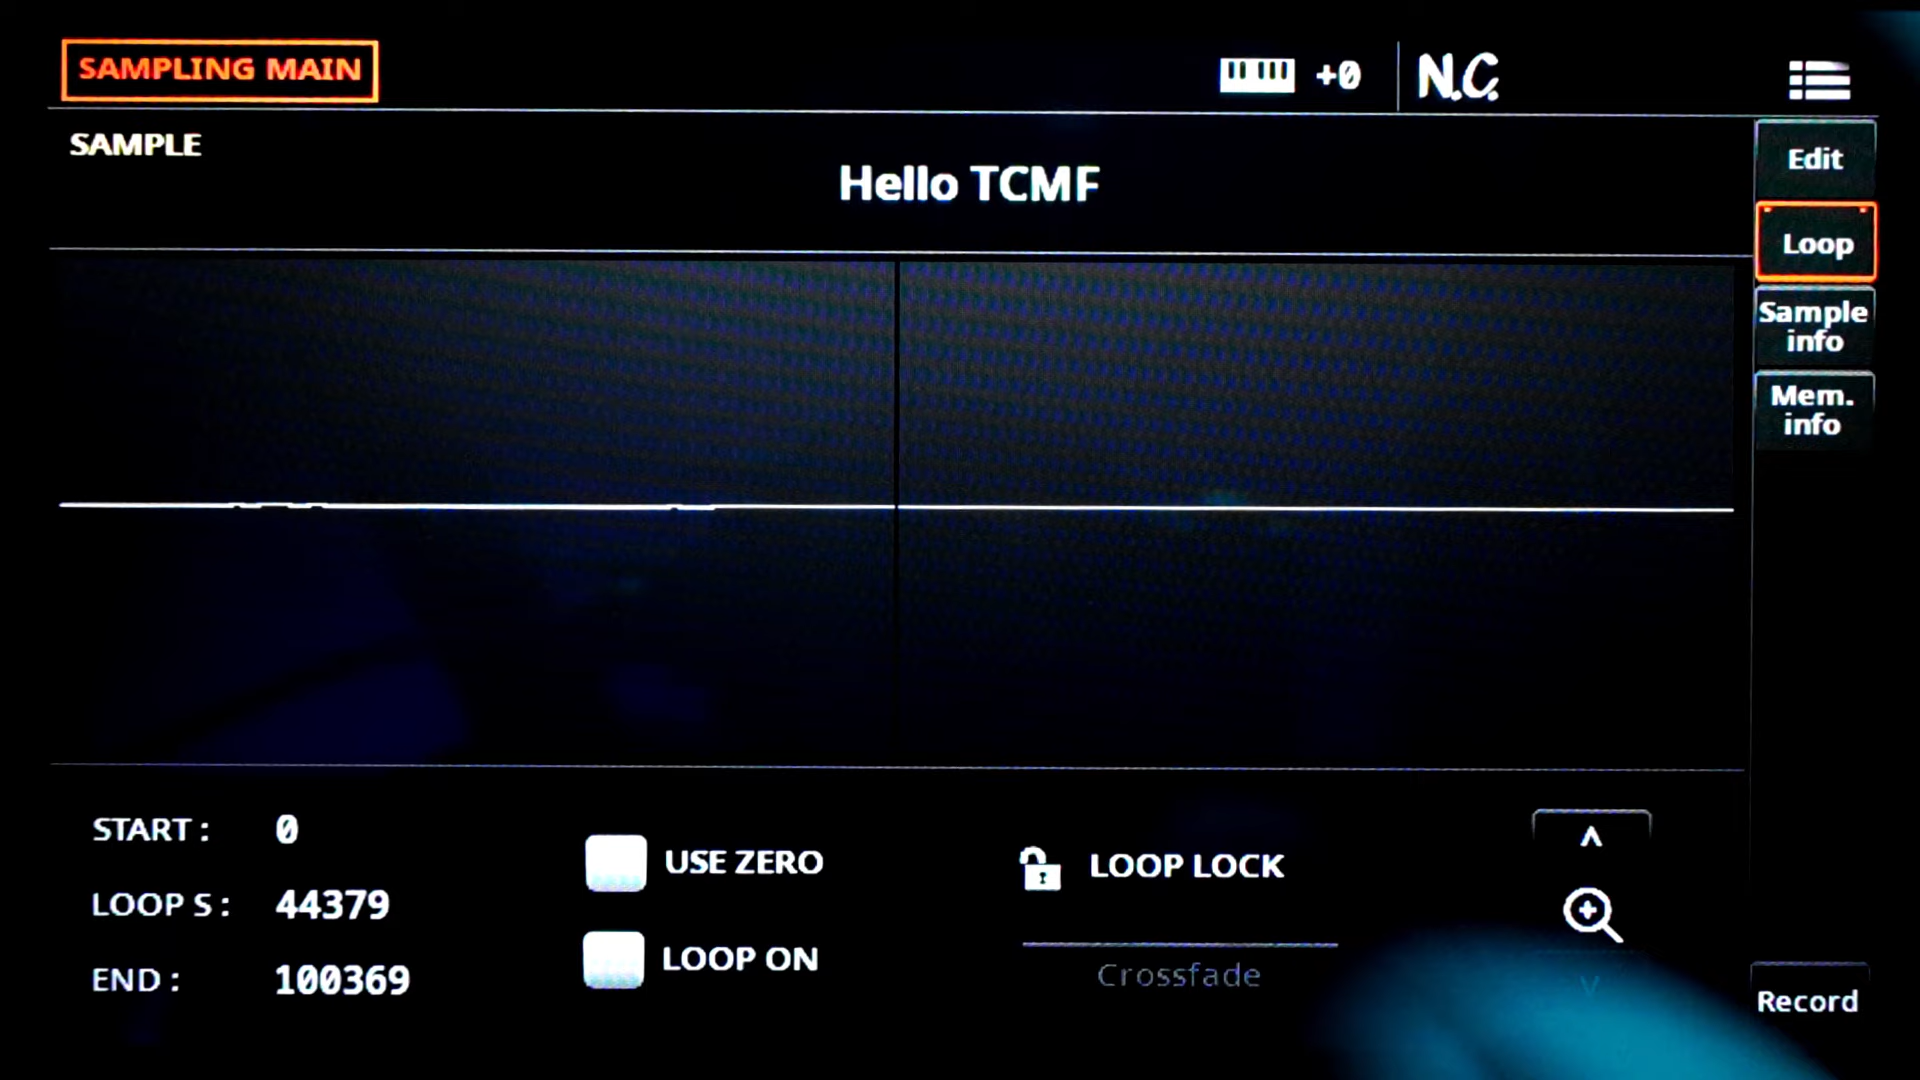 SAMPLING MAIN
+0
N.C.
SAMPLE
Hello TCMF
Edit
Loop
Sample
info
Mem.
info
START : 0
LOOP S : 44379
END : 100369
USE ZERO
LOOP ON
LOOP LOCK
Crossfade
Record